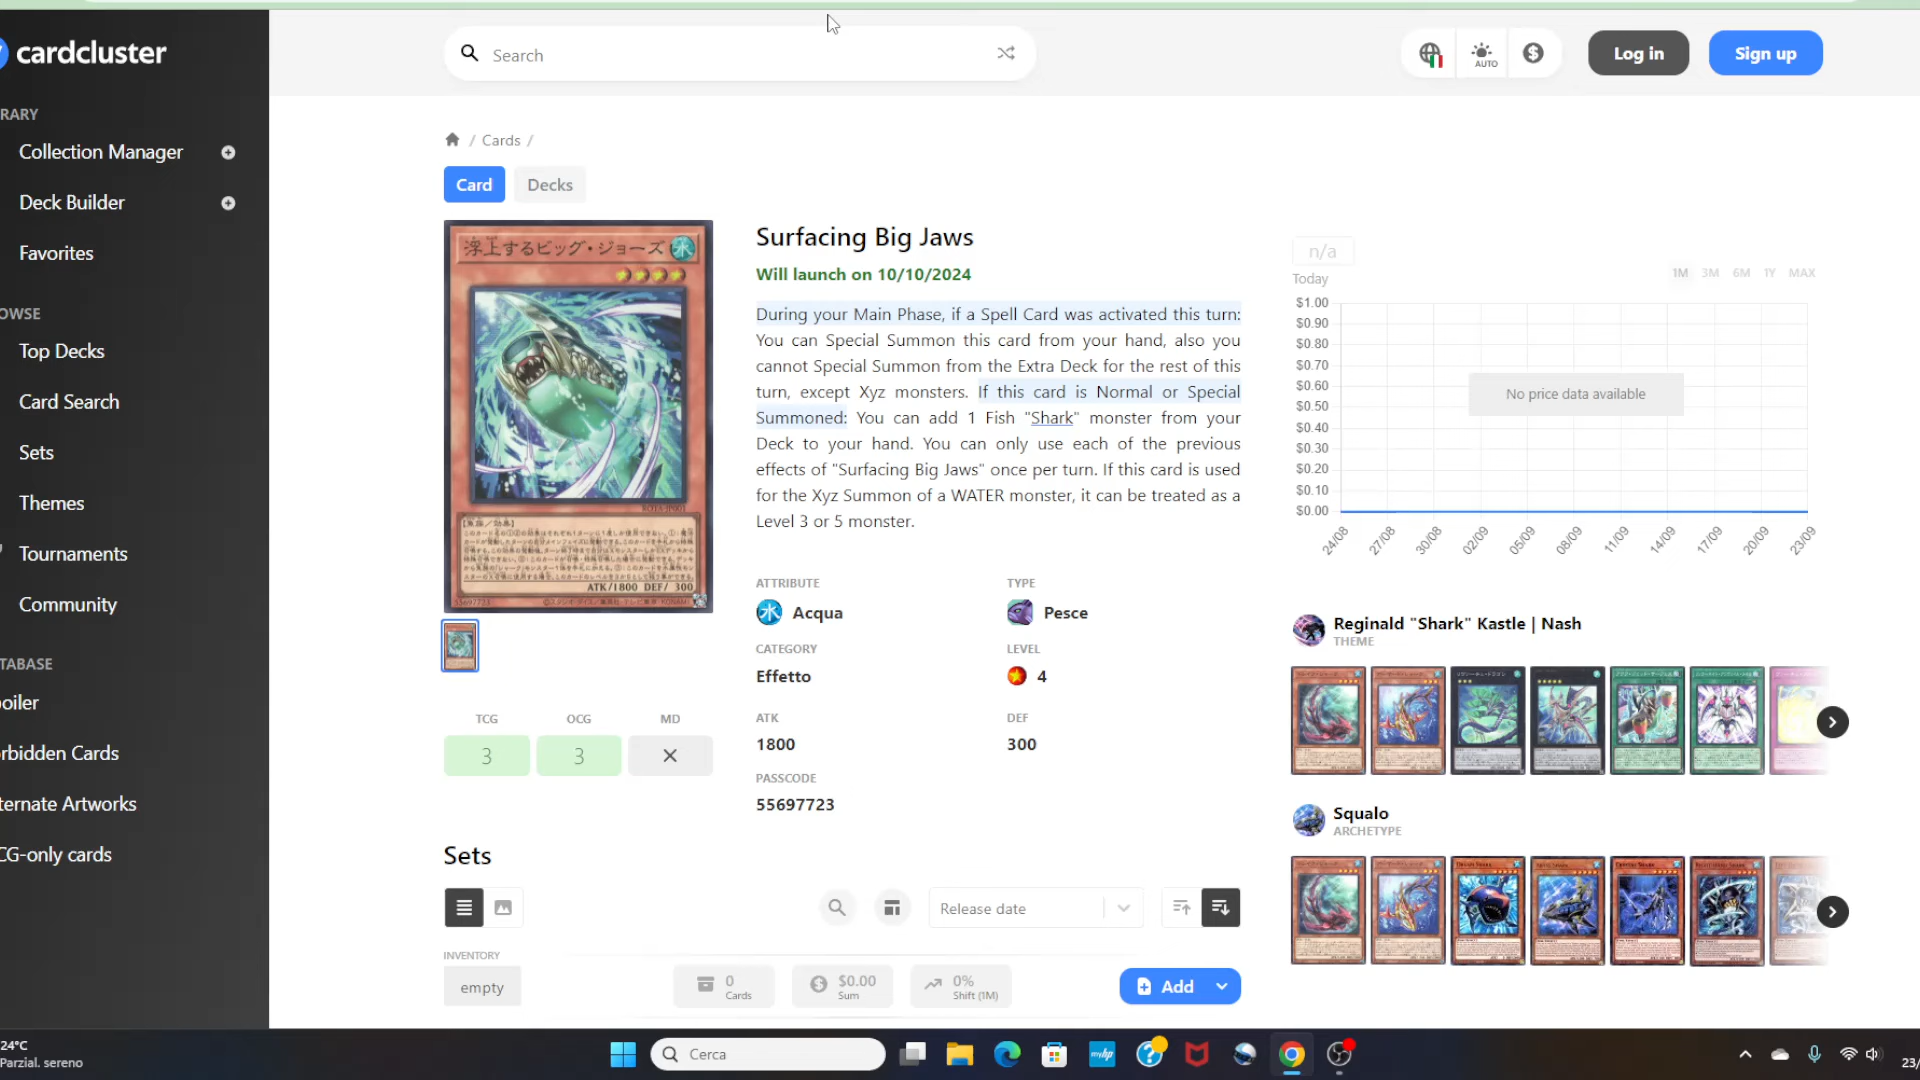 cardcluster
Search
AUTO
Log in
Sign up
RARY
Collection Manager
Deck Builder
Favorites
OWSE
Top Decks
Card Search
Sets
Themes
Tournaments
Community
TABASE
oiler
rbidden Cards
ternate Artworks
CG-only cards
/ Cards /
Card
Decks
浮上するビッグ・ジョーズ
水
ATK/1800 DEF/ 300
55697723
TCG
OCG
MD
3
3
Surfacing Big Jaws
Will launch on 10/10/2024
During your Main Phase, if a Spell Card was activated this turn:
You can Special Summon this card from your hand, also you
cannot Special Summon from the Extra Deck for the rest of this
turn, except Xyz monsters. If this card is Normal or Special
Summoned: You can add 1 Fish "Shark" monster from your
Deck to your hand. You can only use each of the previous
effects of "Surfacing Big Jaws" once per turn. If this card is used
for the Xyz Summon of a WATER monster, it can be treated as a
Level 3 or 5 monster.
ATTRIBUTE
水 Acqua
TYPE
Pesce
CATEGORY
Effetto
LEVEL
4
ATK
1800
DEF
300
PASSCODE
55697723
n/a
Today
1M 3M 6M 1Y MAX
$1.00
$0.90
$0.80
$0.70
$0.60
$0.50
$0.40
$0.30
$0.20
$0.10
$0.00
No price data available
24/08 27/08 30/08 02/09 05/09 08/09 11/09 14/09 17/09 20/09 23/09
Reginald "Shark" Kastle | Nash
THEME
Squalo
ARCHETYPE
Sets
Release date
INVENTORY
empty
0
Cards
$0.00
Sum
0%
Shift (1M)
Add
24°C
Parzial. sereno
Cerca
23/